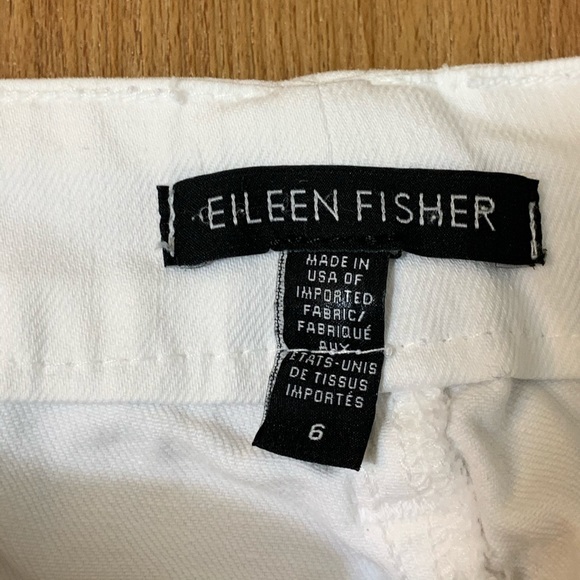 EILEEN FISHER
MADE IN
USA OF
IMPORTED
FABRIC/
FABRIQUÉ
AUX
ÉTATS-UNIS
DE TISSUS
IMPORTÉS
6